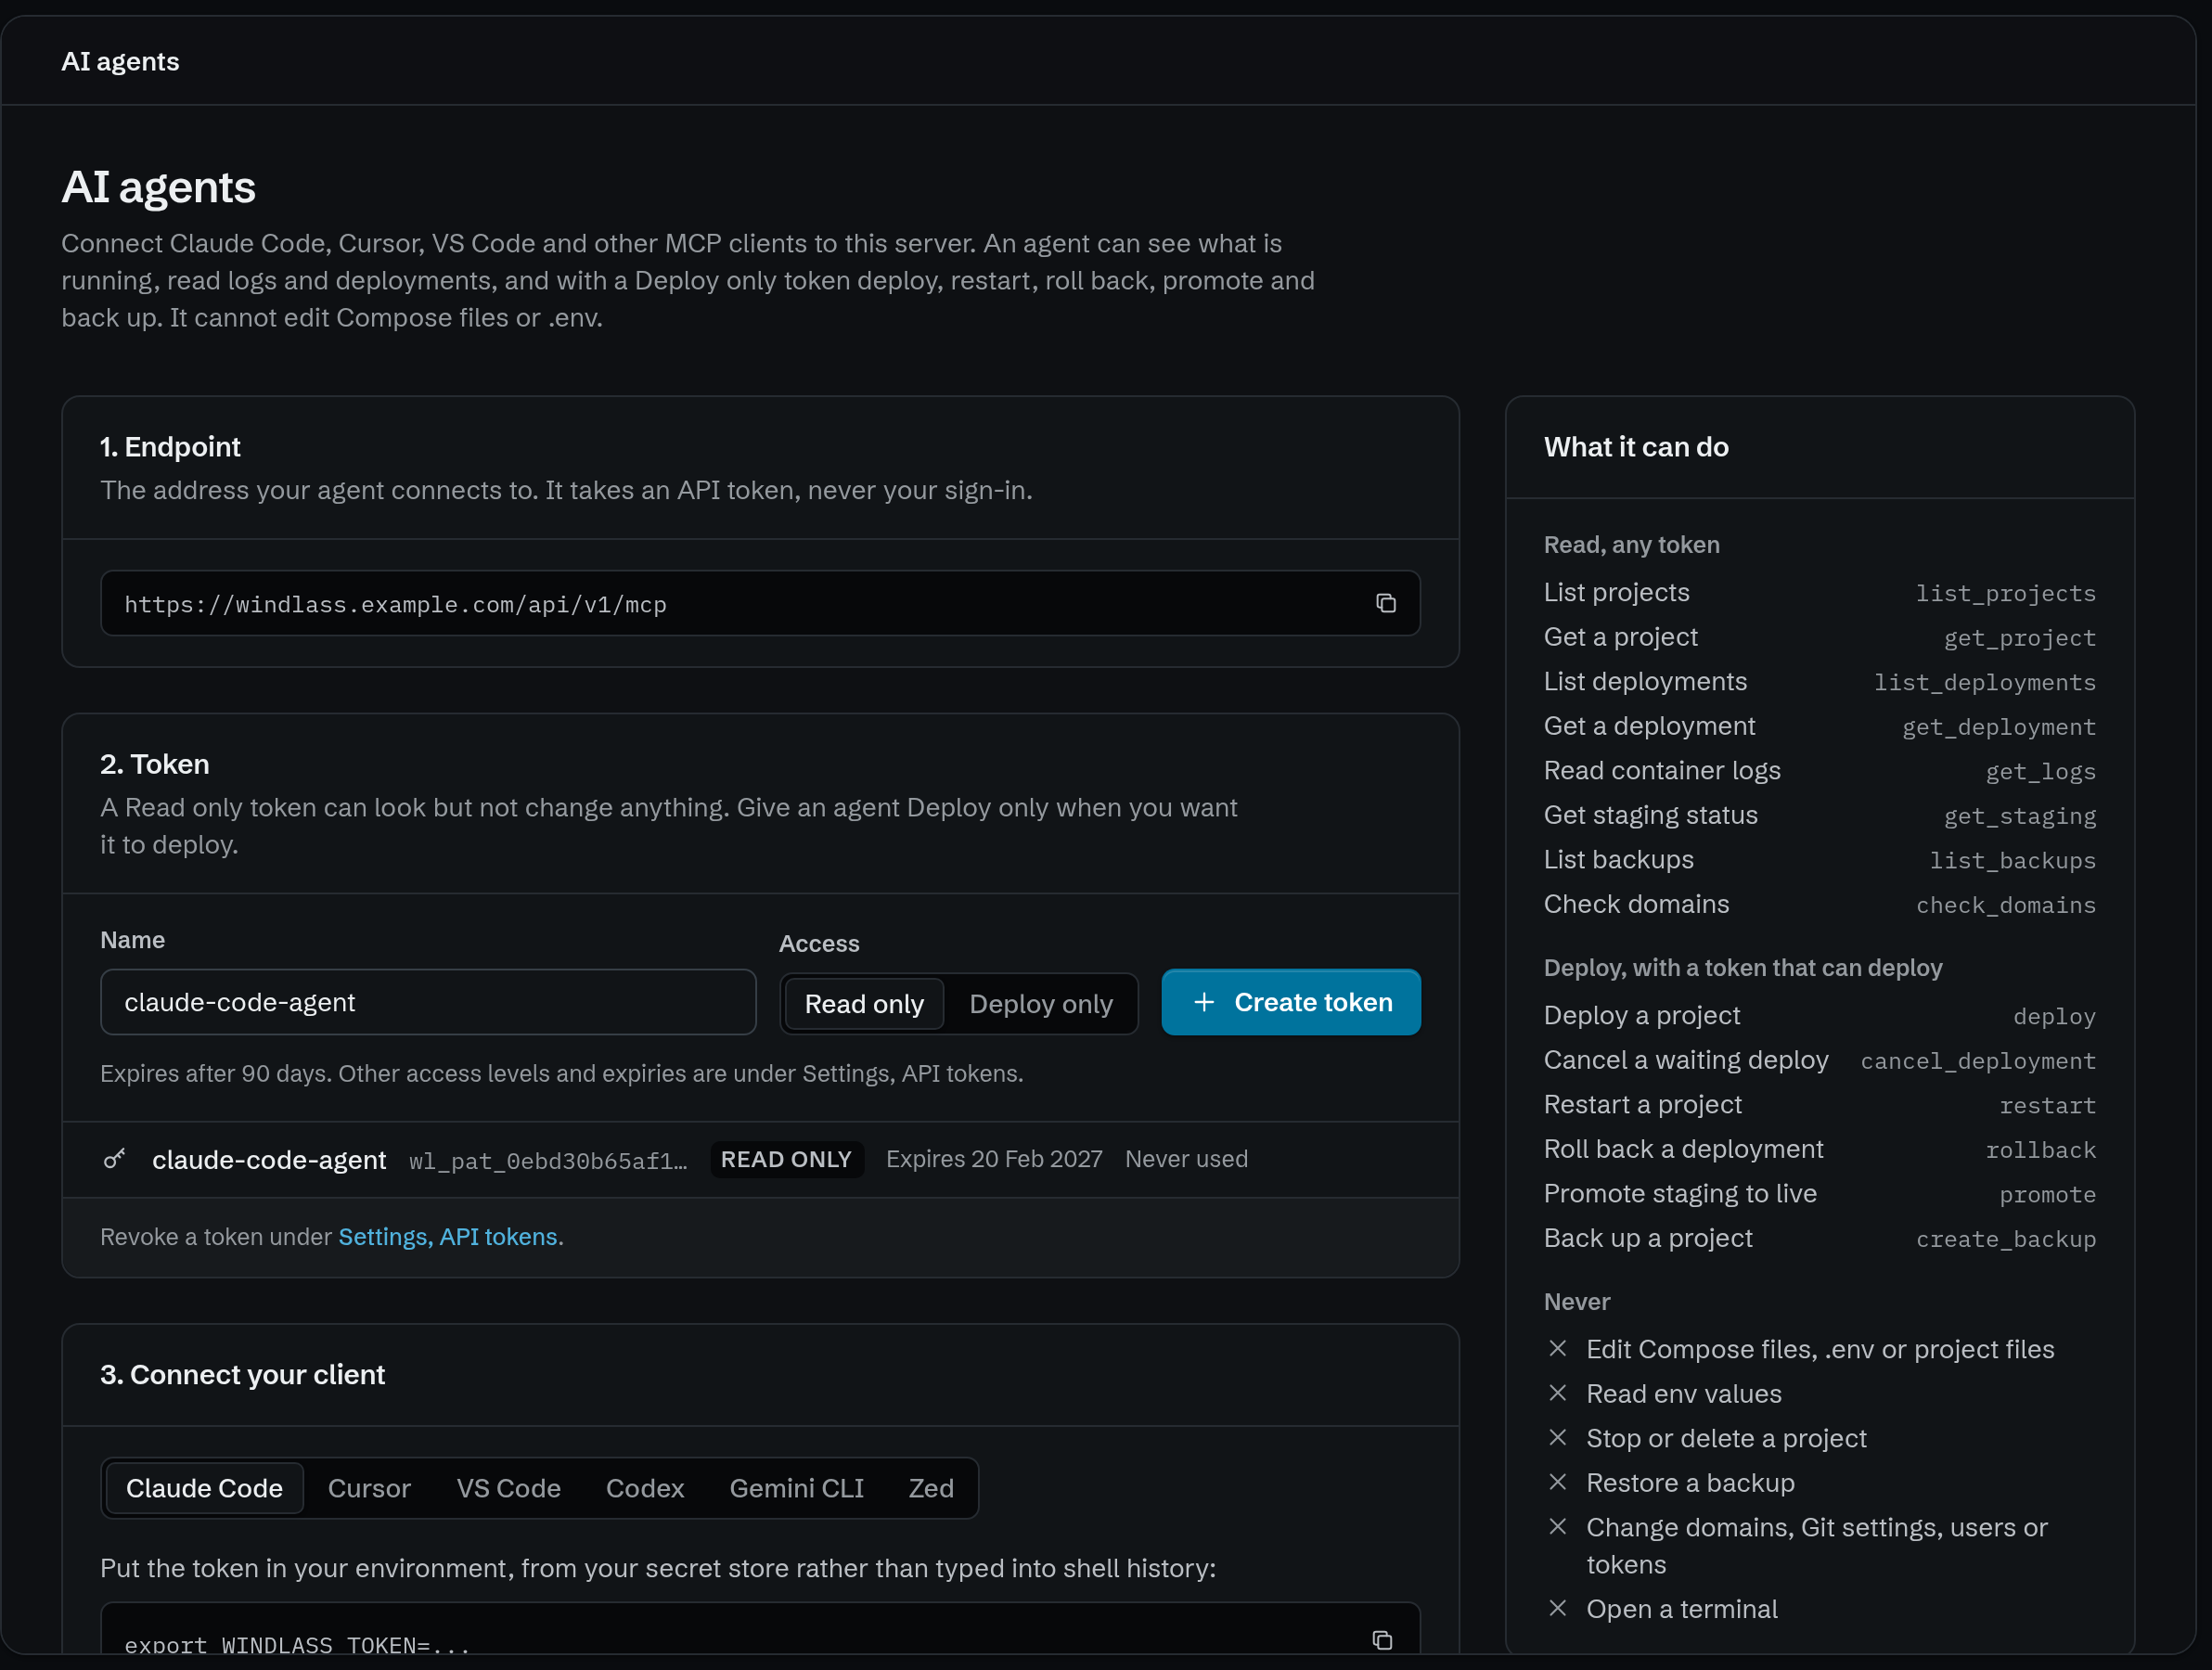 AI agents
AI agents
Connect Claude Code, Cursor, VS Code and other MCP clients to this server. An agent can see what is
running, read logs and deployments, and with a Deploy only token deploy, restart, roll back, promote and
back up. It cannot edit Compose files or .env.
1. Endpoint
The address your agent connects to. It takes an API token, never your sign-in.
https://windlass.example.com/api/v1/mcp
2. Token
A Read only token can look but not change anything. Give an agent Deploy only when you want
it to deploy.
Name
Access
claude-code-agent
Read only Deploy only
+ Create token
Expires after 90 days. Other access levels and expiries are under Settings, API tokens.
claude-code-agent wl_pat_0ebd30b65af1… READ ONLY Expires 20 Feb 2027 Never used
Revoke a token under Settings, API tokens.
3. Connect your client
Claude Code Cursor VS Code Codex Gemini CLI Zed
Put the token in your environment, from your secret store rather than typed into shell history:
export WINDLASS_TOKEN=...
What it can do
Read, any token
List projects list_projects
Get a project get_project
List deployments list_deployments
Get a deployment get_deployment
Read container logs get_logs
Get staging status get_staging
List backups list_backups
Check domains check_domains
Deploy, with a token that can deploy
Deploy a project deploy
Cancel a waiting deploy cancel_deployment
Restart a project restart
Roll back a deployment rollback
Promote staging to live promote
Back up a project create_backup
Never
Edit Compose files, .env or project files
Read env values
Stop or delete a project
Restore a backup
Change domains, Git settings, users or
tokens
Open a terminal